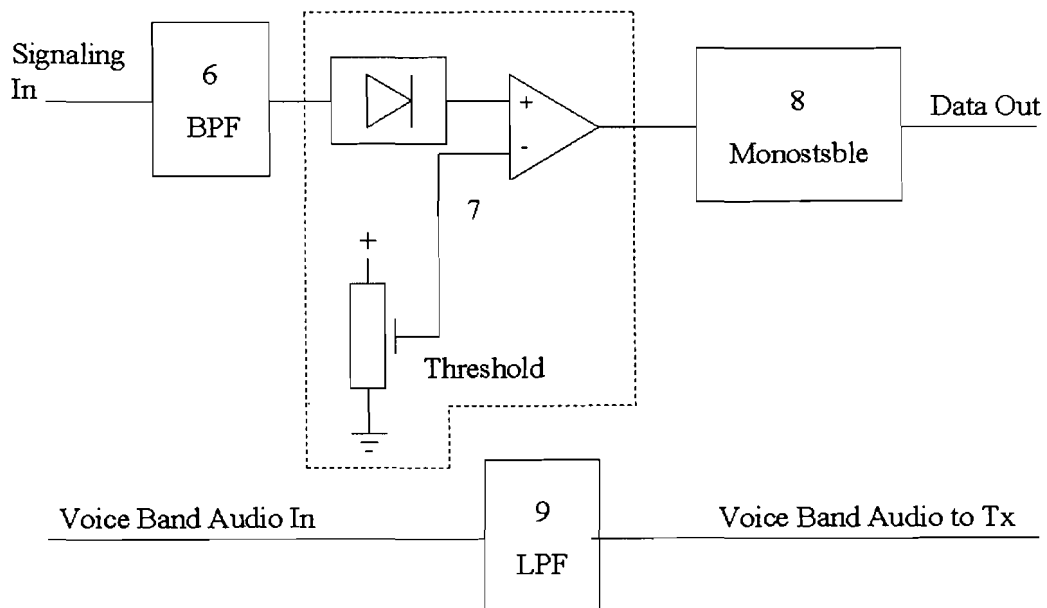 Signaling
In
6
BPF
+
-
7
+
Threshold
8
Monostsble
Data Out
Voice Band Audio In
9
LPF
Voice Band Audio to Tx